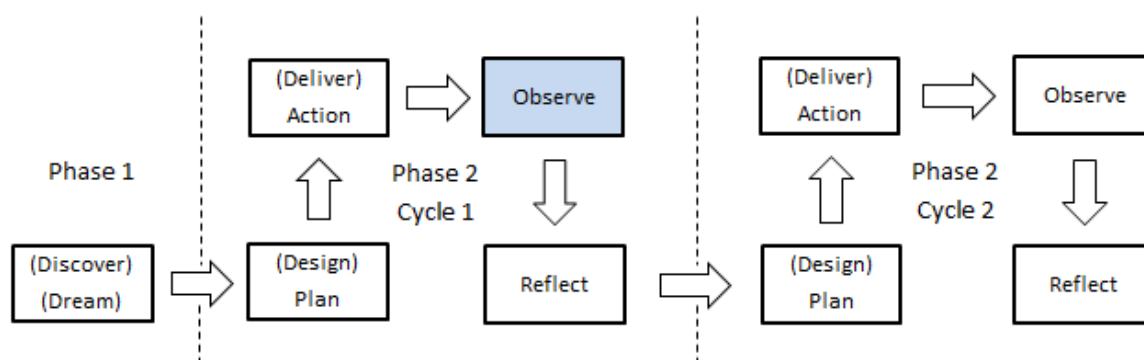 Phase 1
(Discover)
(Dream)
(Deliver)
Action
Observe
Phase 2
Cycle 1
(Design)
Plan
Reflect
(Deliver)
Action
Observe
Phase 2
Cycle 2
(Design)
Plan
Reflect